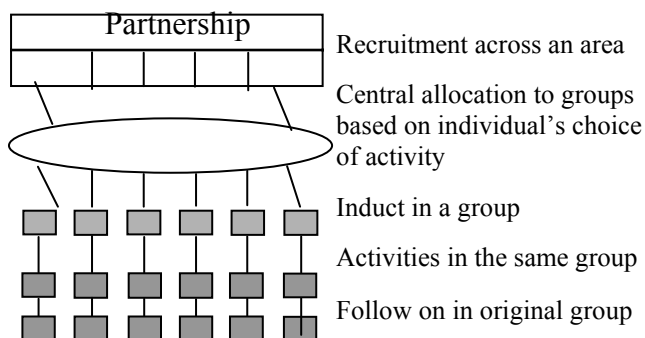 Partnership
Recruitment across an area
Central allocation to groups
based on individual’s choice
of activity
Induct in a group
Activities in the same group
Follow on in original group